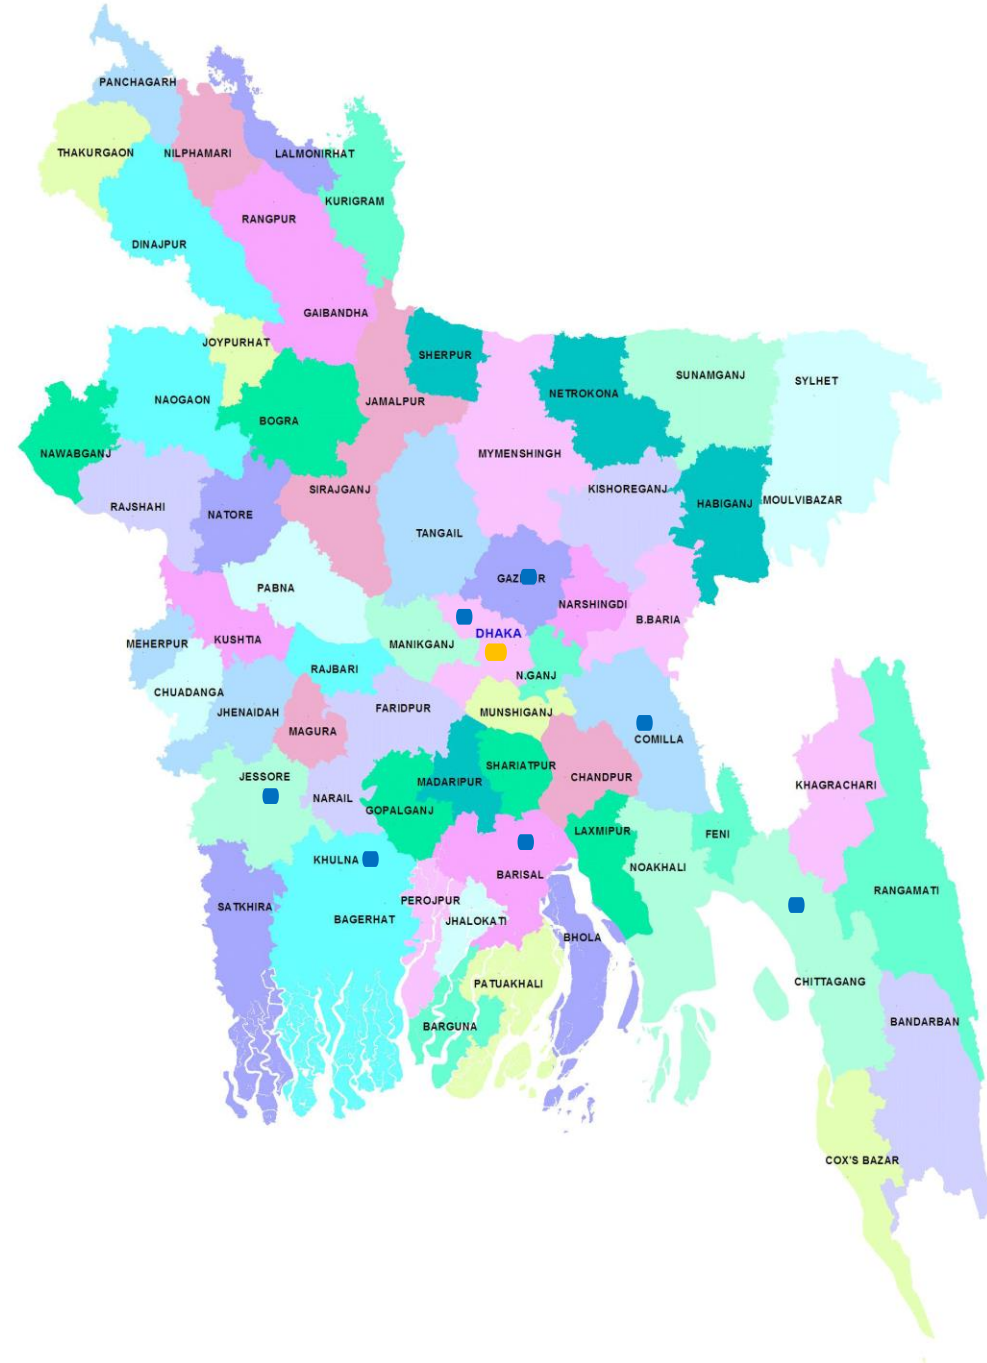 PANCHAGARH
THAKURGAON
NILPHAMARI
LALMONIRHAT
KURIGRAM
RANGPUR
DINAJPUR
GAIBANDHA
JOYPURHAT
SHERPUR
SUNAMGANJ
SYLHET
NETROKONA
NAOGAON
JAMALPUR
BOGRA
NAWABGANJ
MYMENSHINGH
SIRAJGANJ
KISHOREGANJ
MOULVIBAZAR
HABIGANJ
RAJSHAHI
NATORE
TANGAIL
PABNA
NARSHINGDI
B.BARIA
DHAKA
KUSHTIA
MEHERPUR
MANIKGANJ
RAJBARI
N.GANJ
CHUADANGA
FARIDPUR
JHENAIDAH
MUNSHIGANJ
MAGURA
COMILLA
SHARIATPUR
JESSORE
CHANDPUR
MADARIPUR
KHAGRACHARI
NARAIL
GOPALGANJ
LAXMIPUR
FENI
KHULNA
NOAKHALI
BARISAL
RANGAMATI
PEROJPUR
SATKHIRA
BAGERHAT
JHALOKATI
BHOLA
CHITTAGANG
PATUAKHALI
BANDARBAN
BARGUNA
COX'S BAZAR